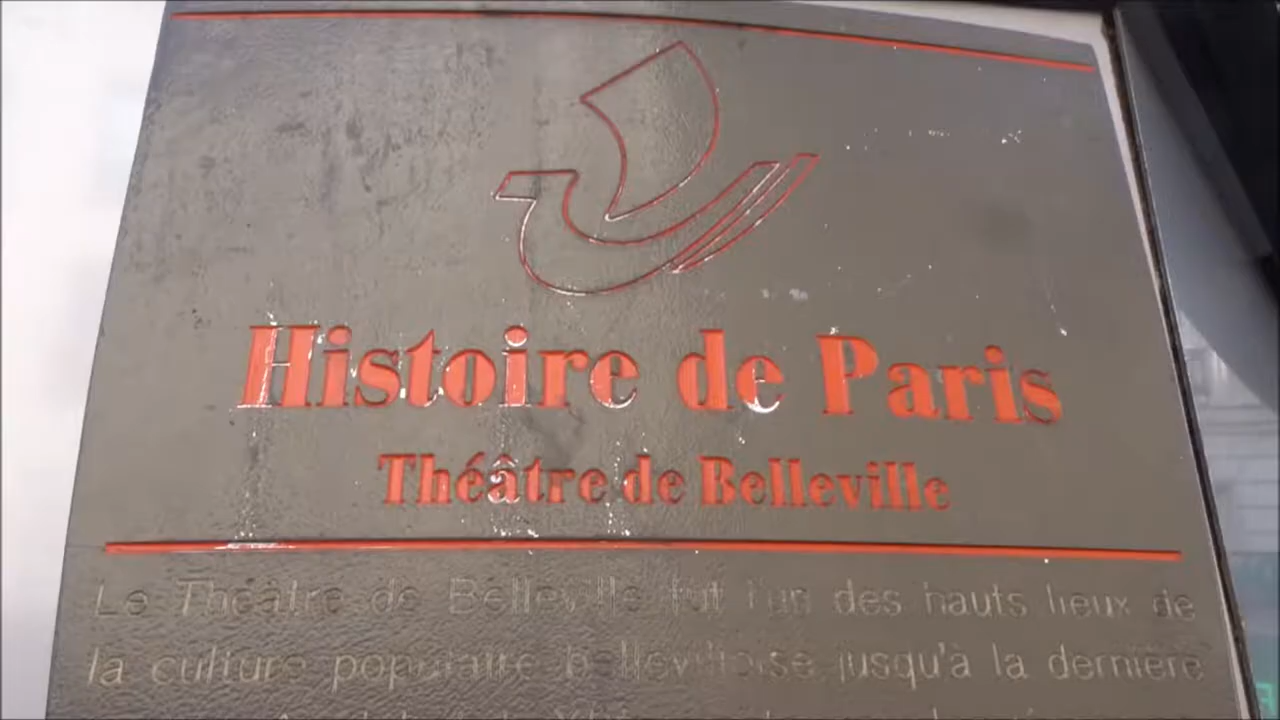 Histoire de Paris
Théâtre de Belleville
Le Théâtre de Belleville fut l'un des hauts lieux de
la culture populaire bellevilloise jusqu'à la dernière